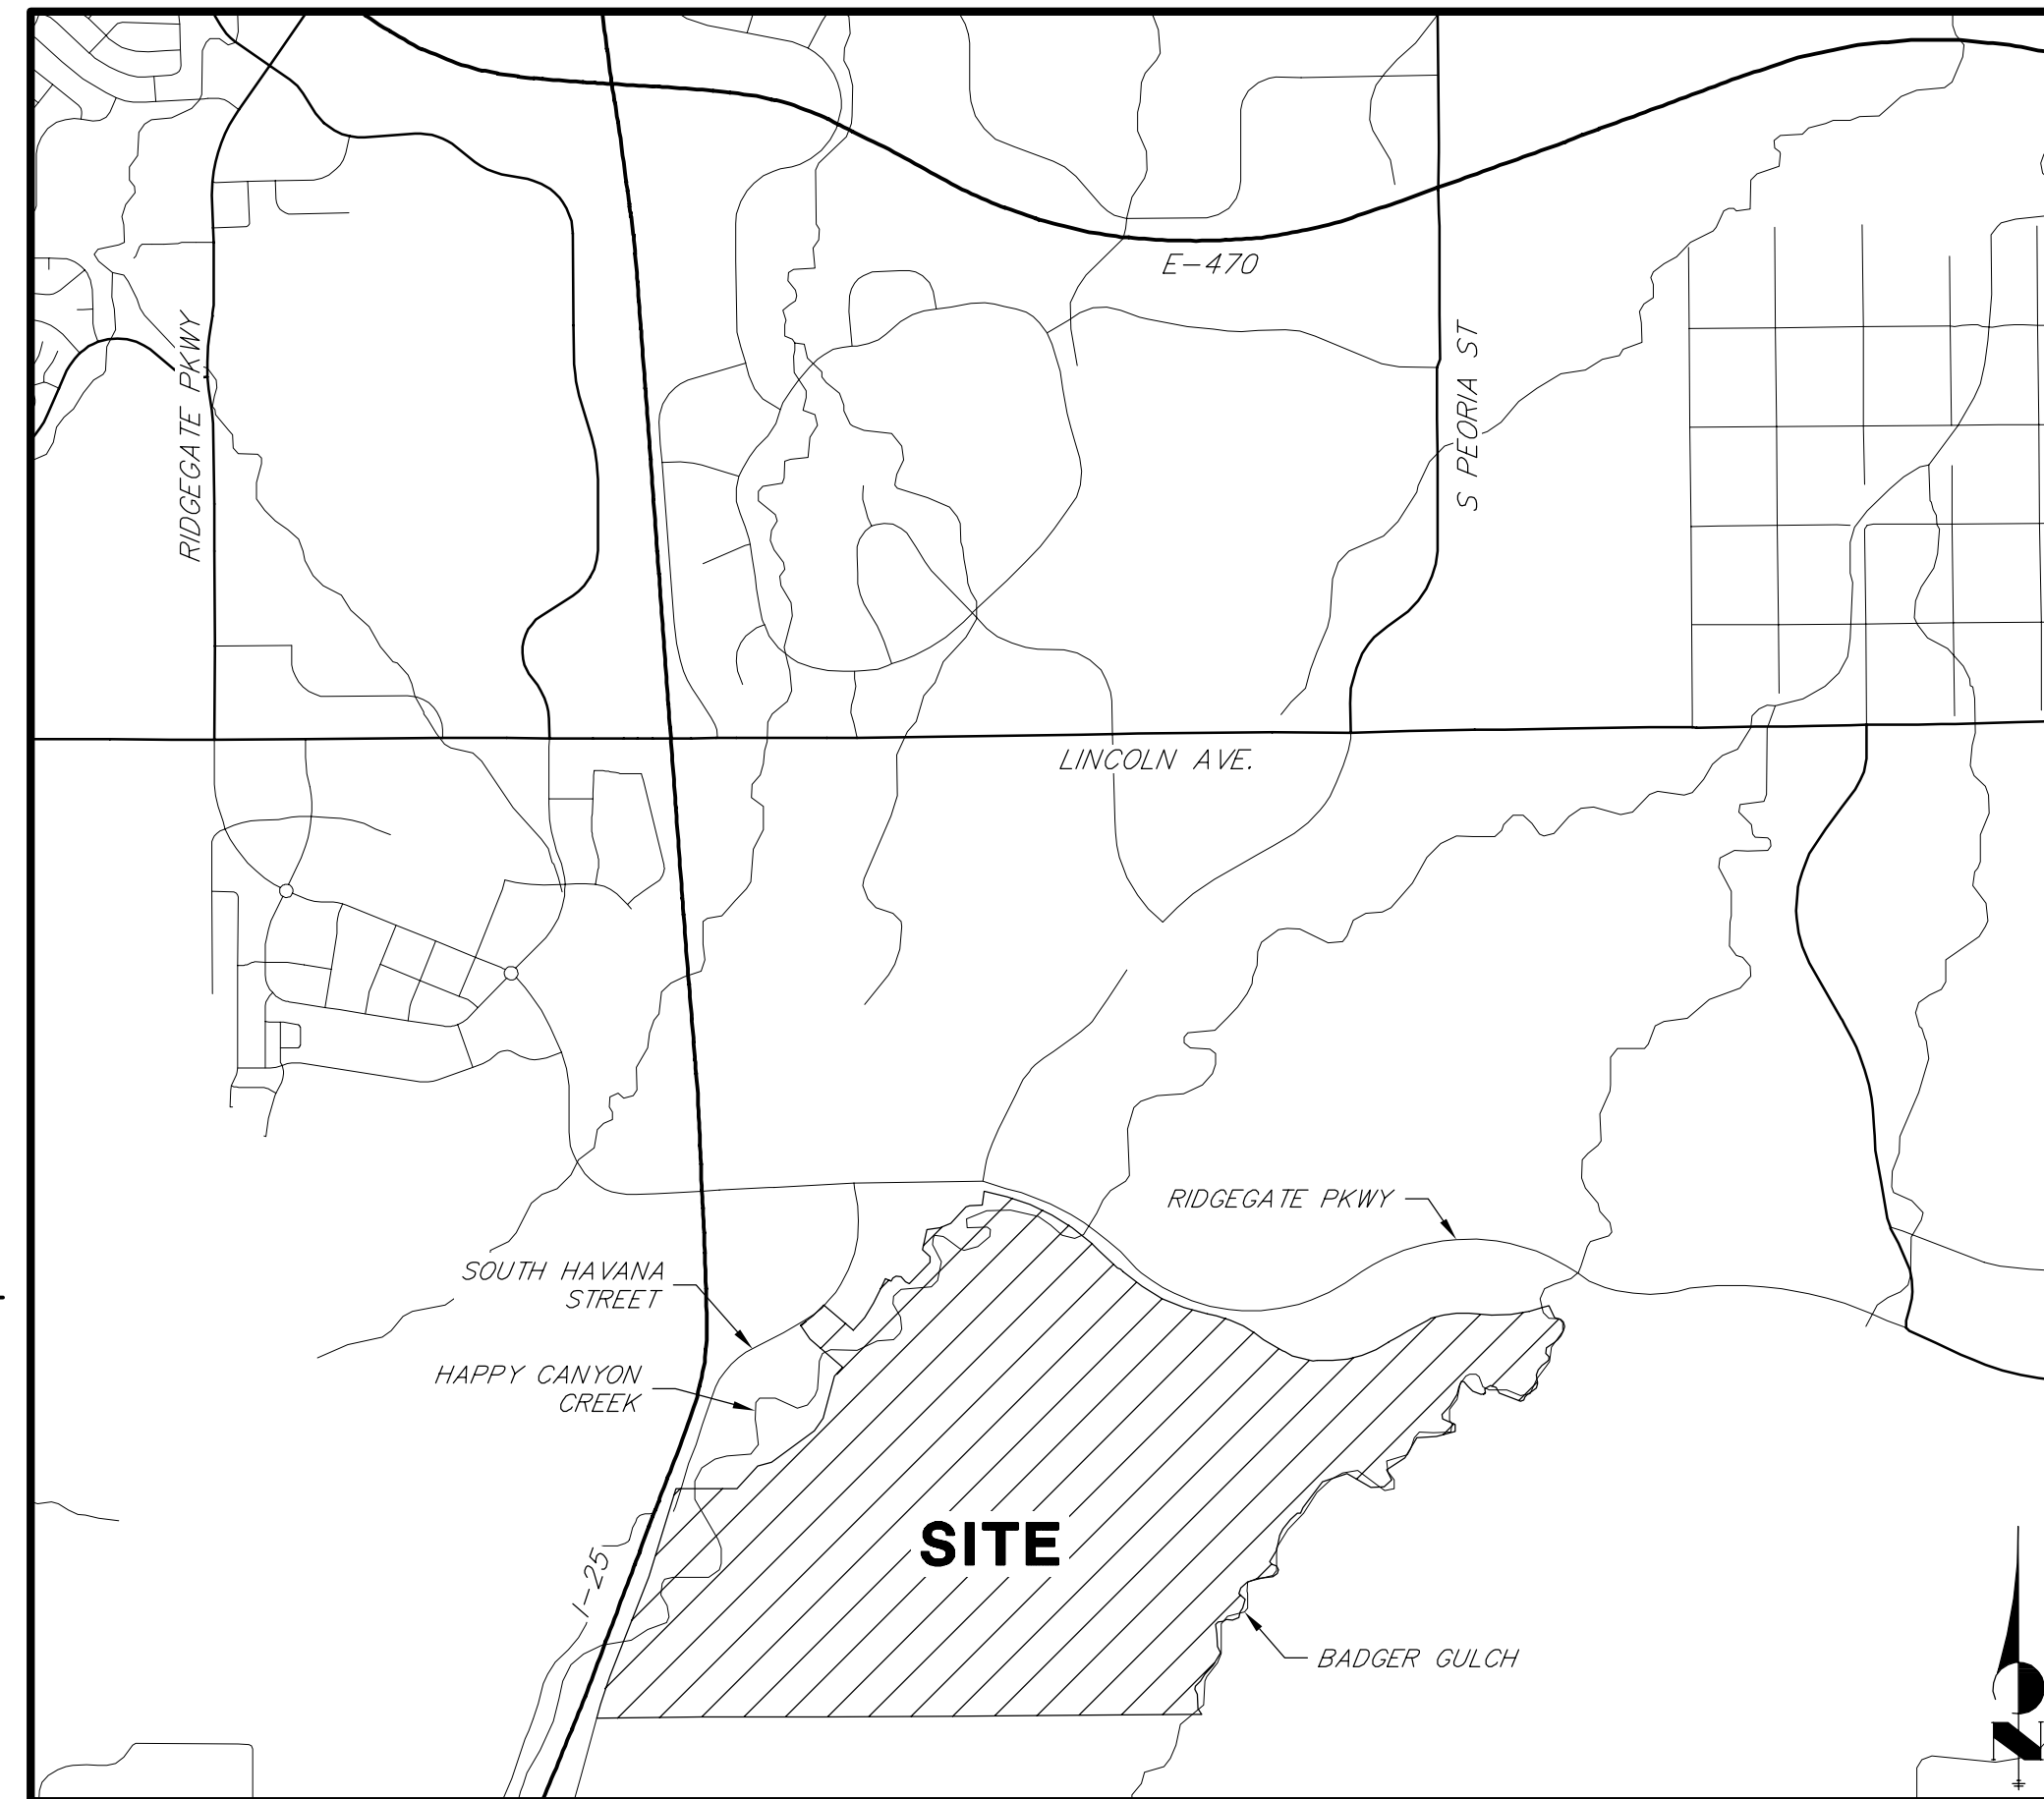 E-470
RIDGEGATE PKWY
S PEORIA ST
LINCOLN AVE.
RIDGEGATE PKWY
SOUTH HAVANA
STREET
HAPPY CANYON
CREEK
SITE
I-25
BADGER GULCH
N